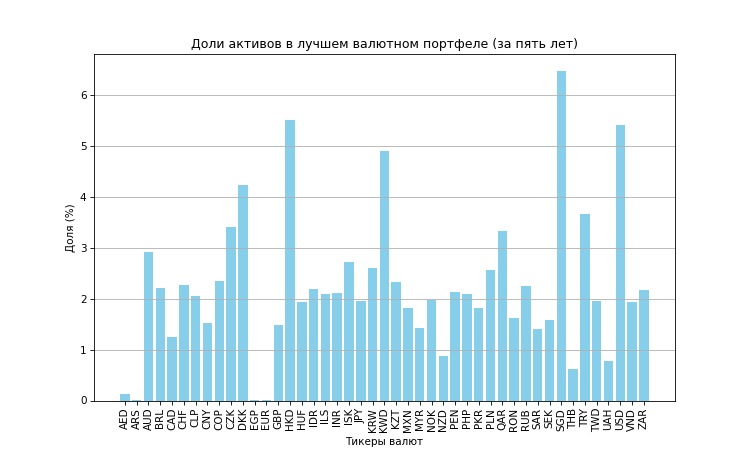 Доли активов в лучшем валютном портфеле (за пять лет)
Доля (%)
6
5
4
3
2
1
0
AED
ARS
AUD
BRL
CAD
CHF
CLP
CNY
COP
CZK
DKK
EGP
EUR
GBP
HKD
HUF
IDR
ILS
INR
ISK
JPY
KRW
KWD
KZT
MXN
MYR
NOK
NZD
PEN
PHP
PKR
PLN
QAR
RON
RUB
SAR
SEK
SGD
THB
TRY
TWD
UAH
USD
VND
ZAR
Тикеры валют